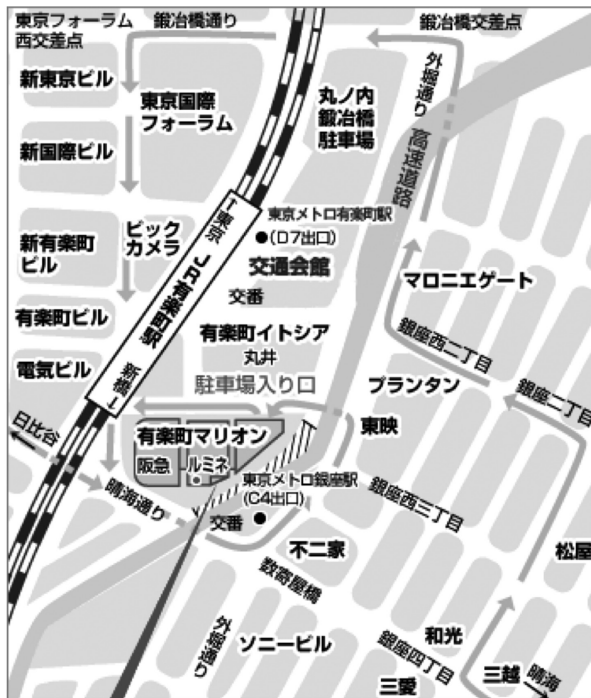 東京フォーラム
西交差点
鍛冶橋通り
鍛冶橋交差点
新東京ビル
東京国際
フォーラム
丸ノ内
鍛冶橋
駐車場
外堀通り
高速道路
新国際ビル
↑東京
JR有楽町駅
新橋↓
東京メトロ有楽町駅
(D7出口)
新有楽町
ビル
ビック
カメラ
交通会館
マロニエゲート
交番
有楽町ビル
有楽町イトシア
丸井
銀座西二丁目
電気ビル
駐車場入り口
プランタン
銀座二丁目
日比谷
有楽町マリオン
東映
阪急
ルミネ
東京メトロ銀座駅
(C4出口)
晴海通り
交番
銀座西三丁目
不二家
松屋
数寄屋橋
外堀通り
ソニービル
和光
銀座四丁目
三越
晴海
三愛